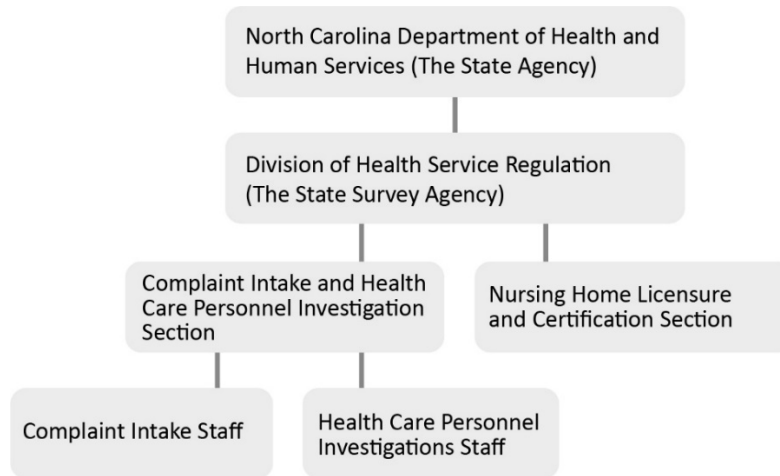 North Carolina Department of Health and
Human Services (The State Agency)
Division of Health Service Regulation
(The State Survey Agency)
Complaint Intake and Health
Care Personnel Investigation
Section
Nursing Home Licensure
and Certification Section
Complaint Intake Staff
Health Care Personnel
Investigations Staff